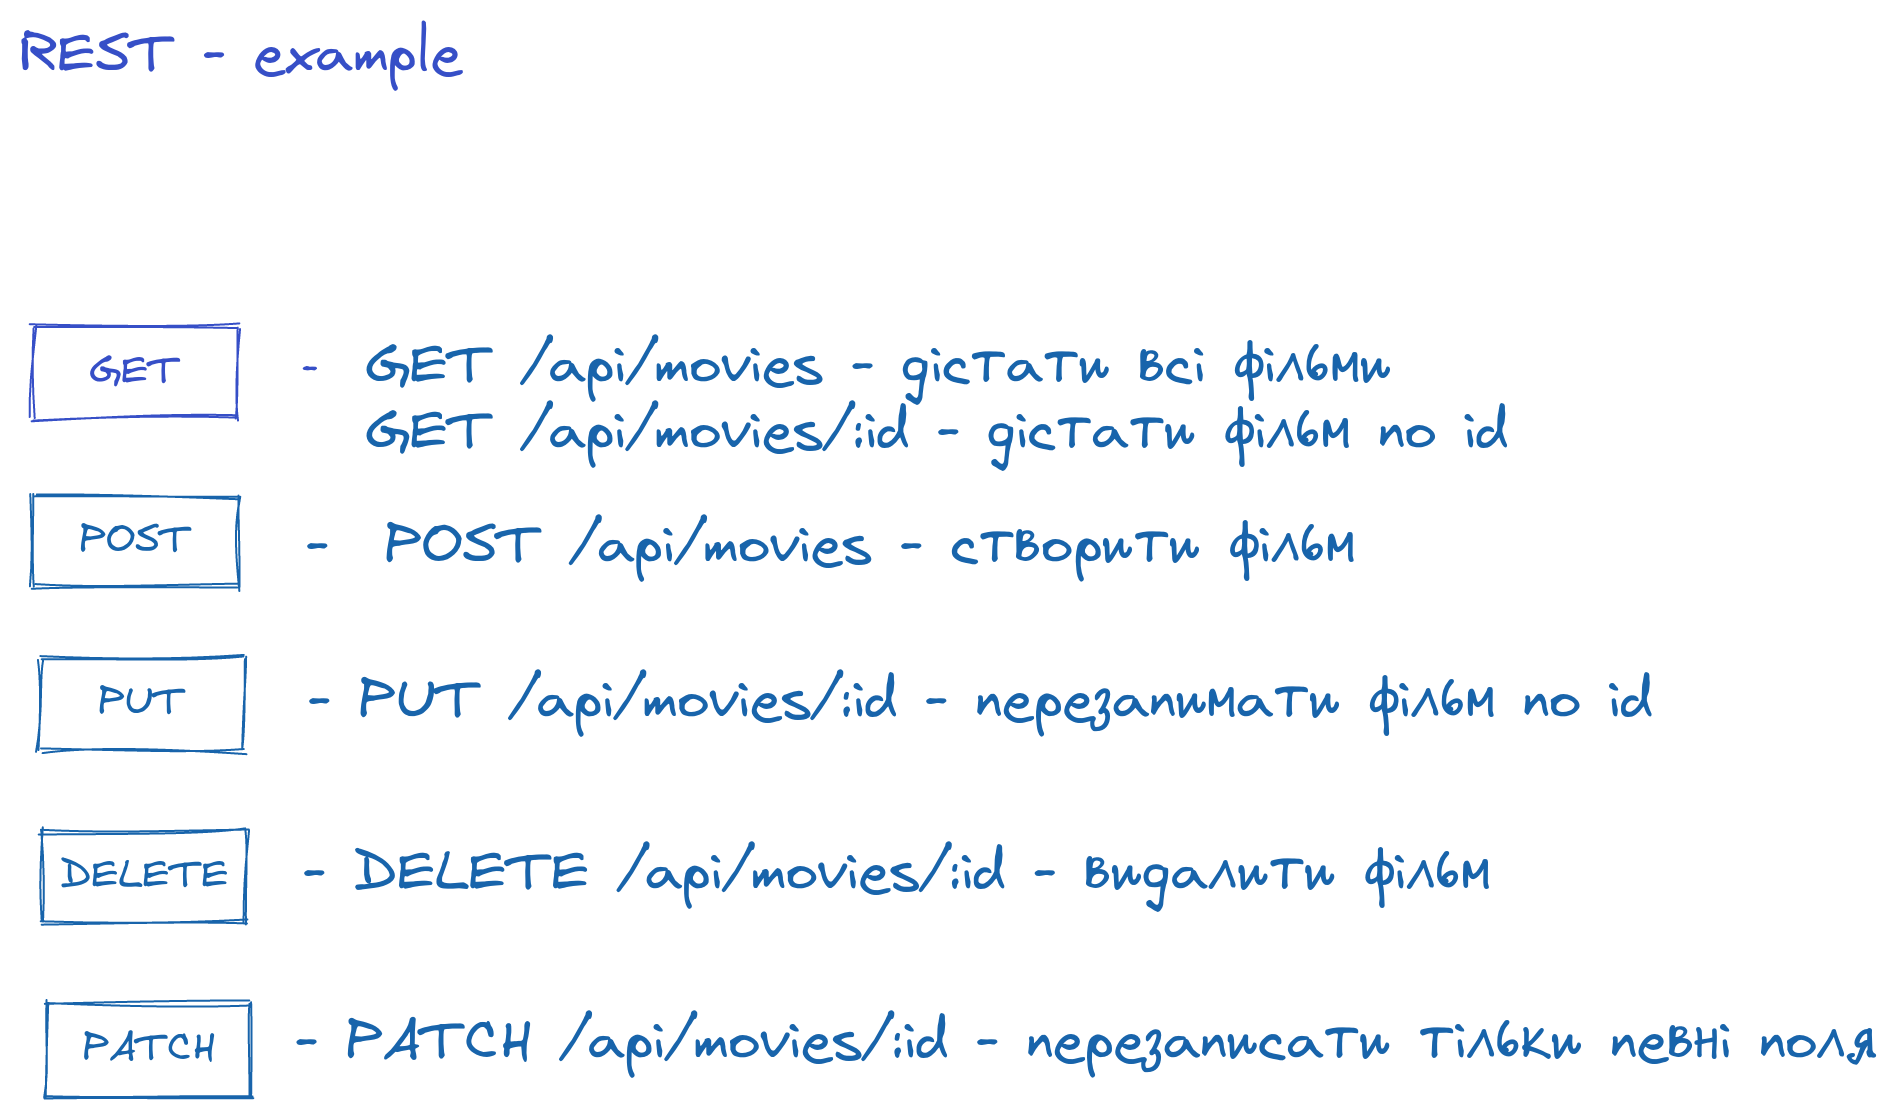 REST - example
GET
- GET /api/movies - дістати всі фільми
GET /api/movies/:id - дістати фільм по id
POST
- POST /api/movies - створити фільм
PUT
- PUT /api/movies/:id - перезапимати фільм по id
DELETE
- DELETE /api/movies/:id - видалити фільм
PATCH
- PATCH /api/movies/:id - перезаписати тільки певні поля